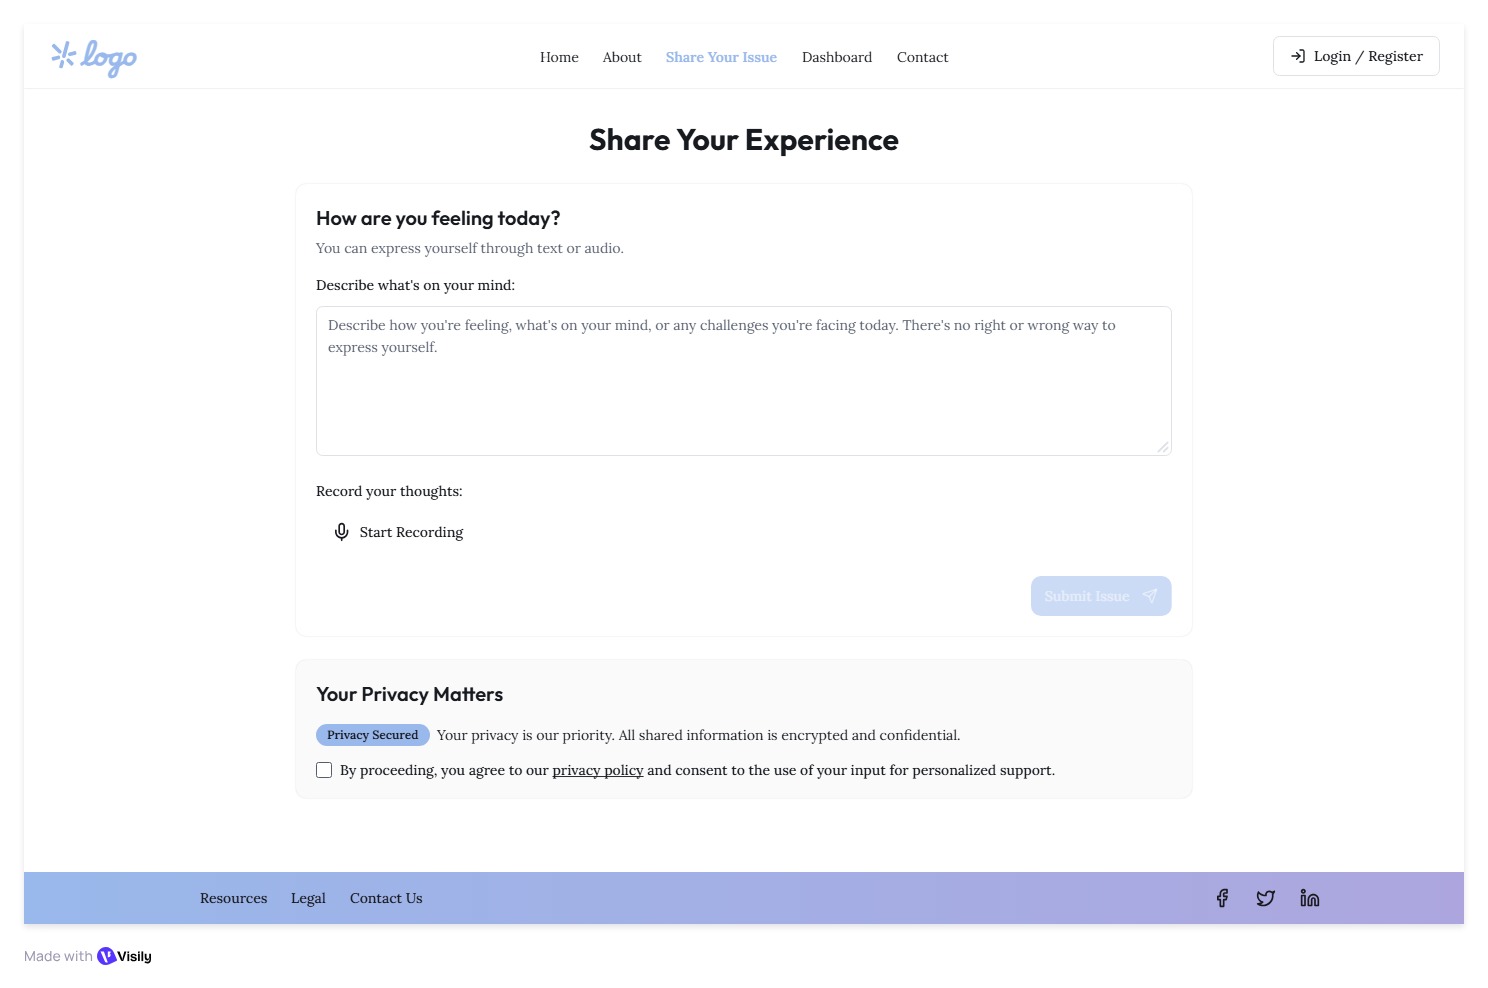 logo
Home About Share Your Issue Dashboard Contact
Login / Register
Share Your Experience
How are you feeling today?
You can express yourself through text or audio.
Describe what's on your mind:
Describe how you're feeling, what's on your mind, or any challenges you're facing today. There's no right or wrong way to
express yourself.
Record your thoughts:
Start Recording
Submit Issue
Your Privacy Matters
Privacy Secured Your privacy is our priority. All shared information is encrypted and confidential.
By proceeding, you agree to our privacy policy and consent to the use of your input for personalized support.
Resources Legal Contact Us
Made with Visily